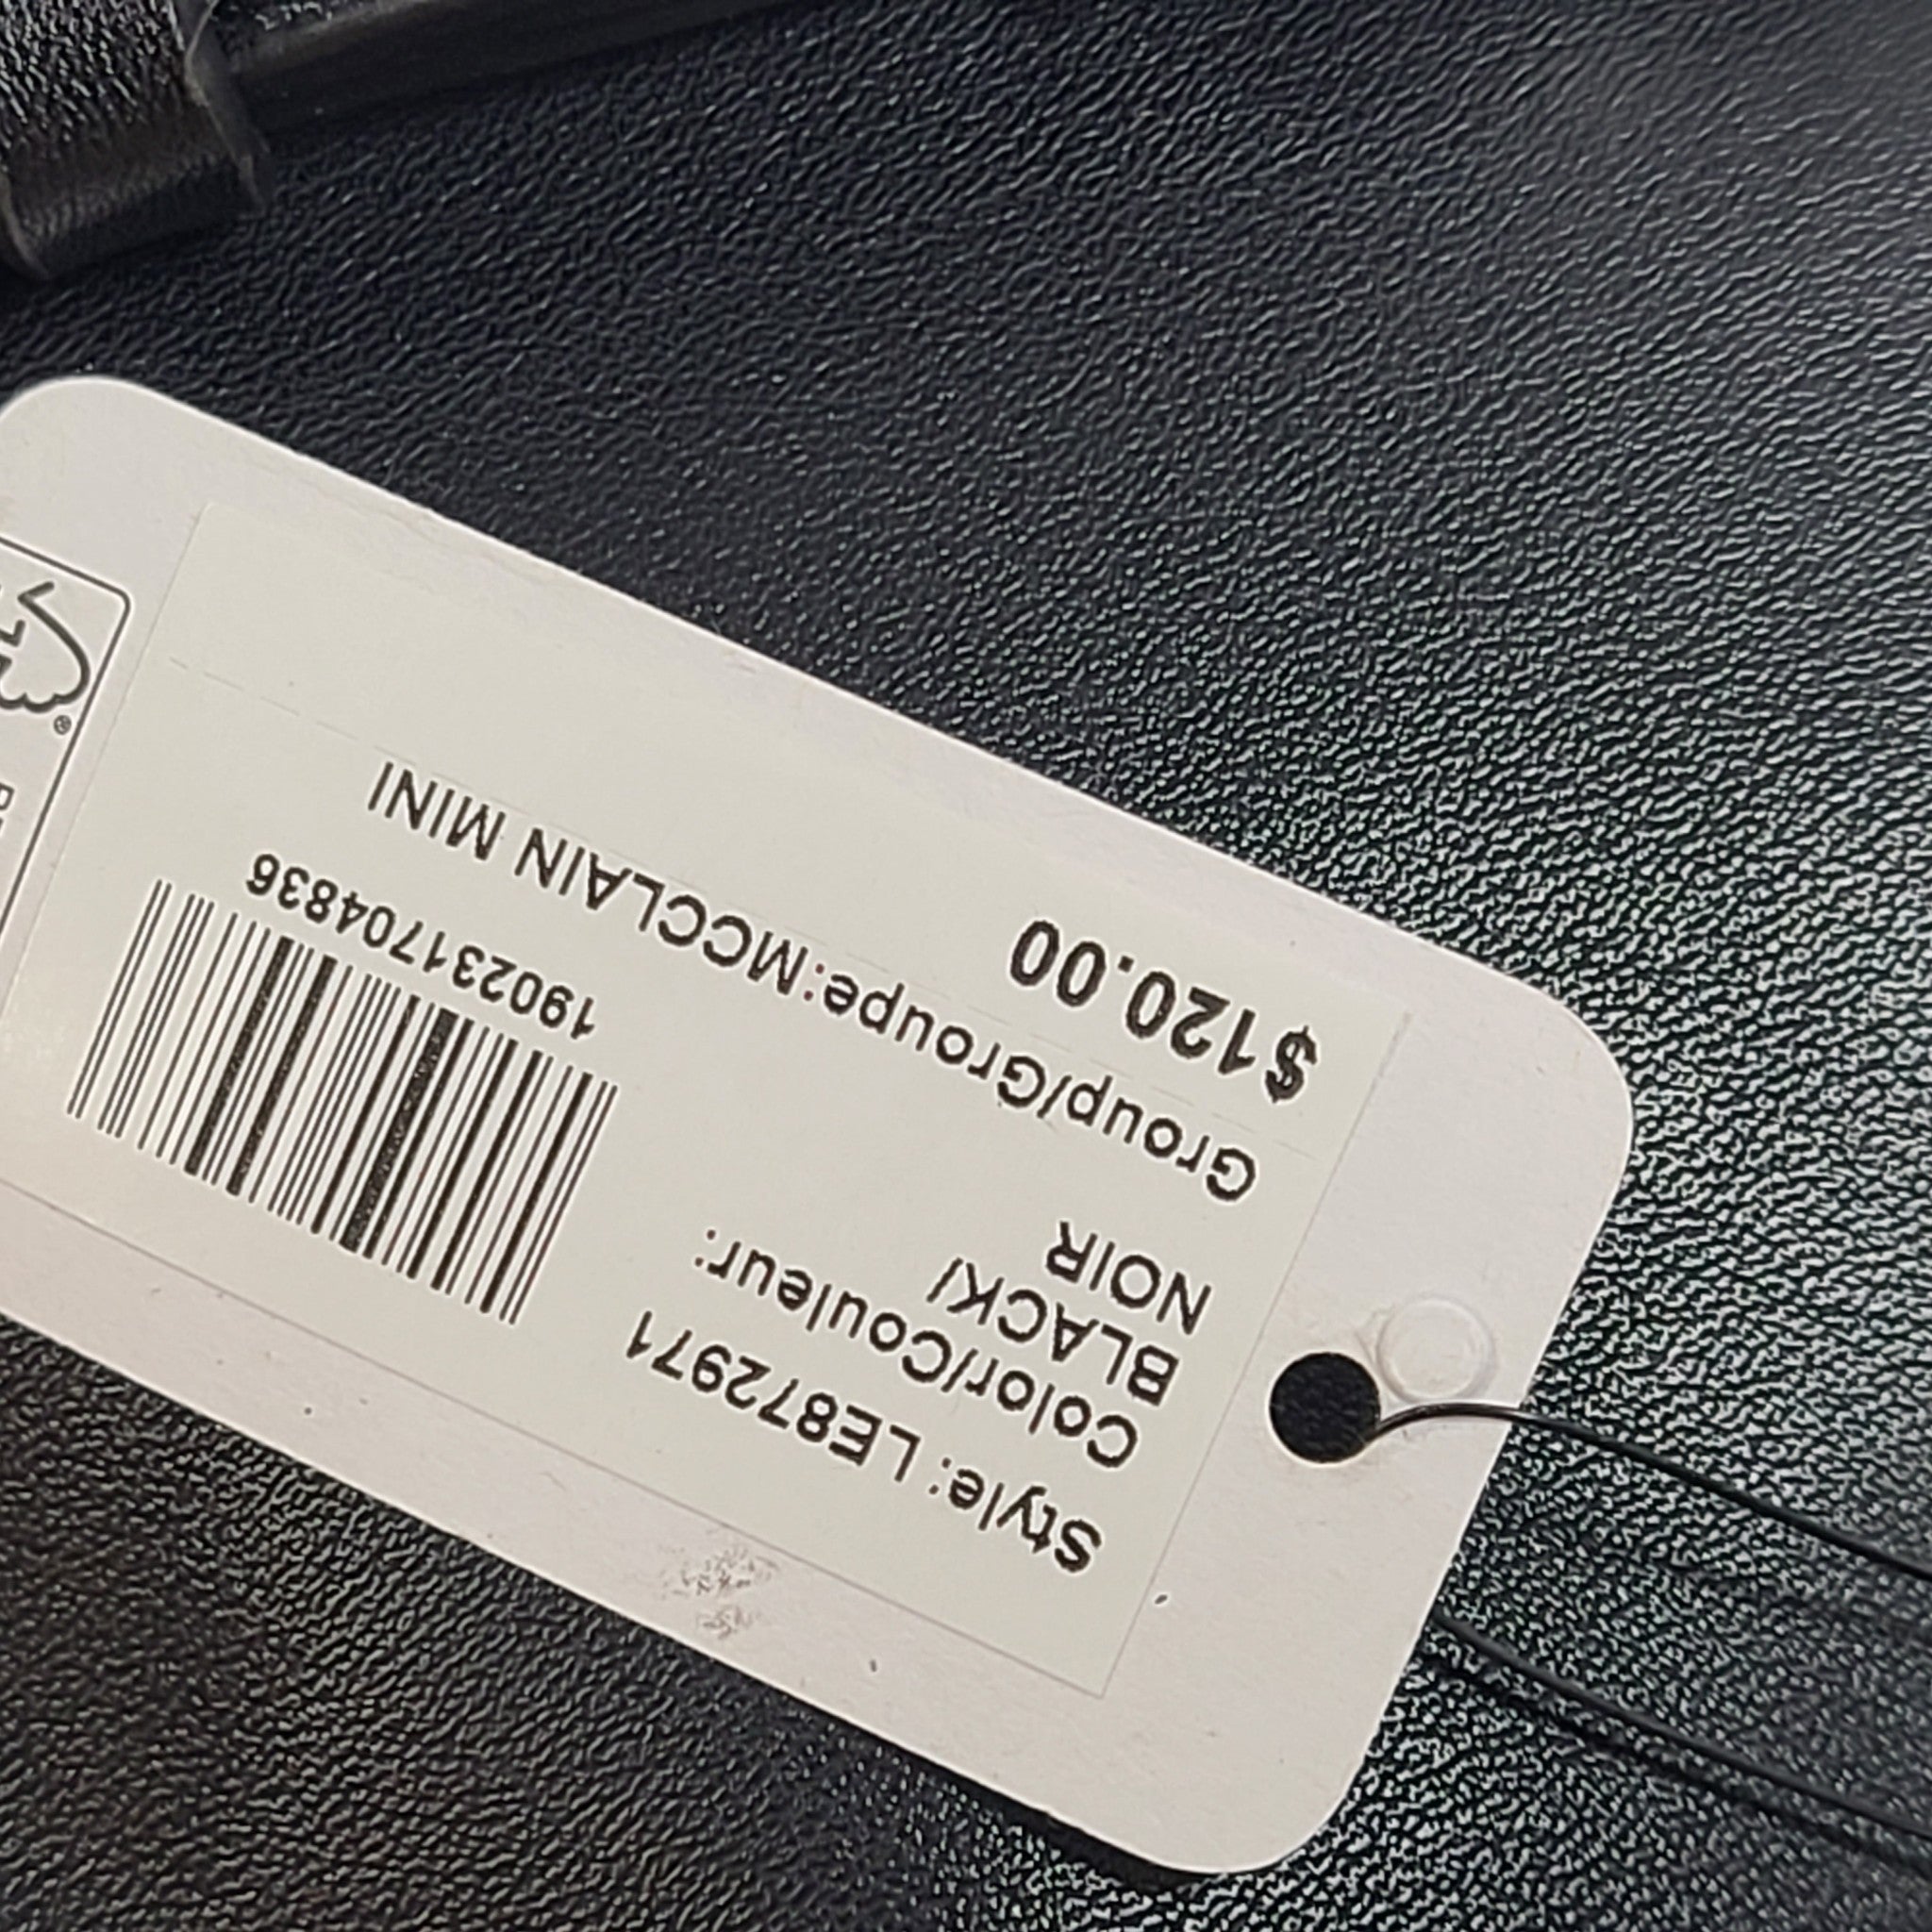 Style: LE872971
Color/Couleur:
BLACK/
NOIR
190231704836
Group/Groupe:MCCLAIN MINI
$120.00